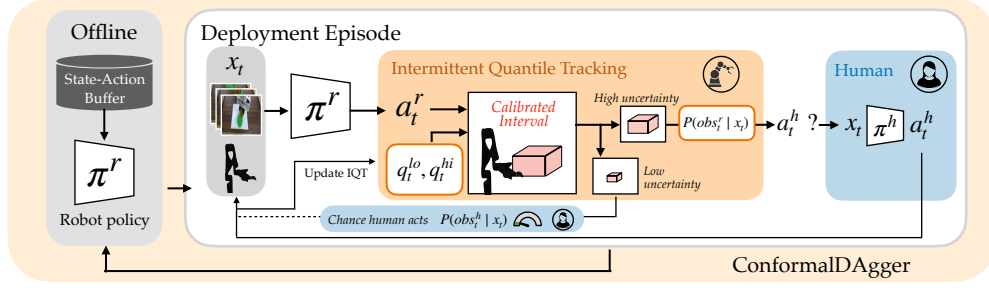 Offline
State-Action
Buffer
π^r
Robot policy
Deployment Episode
x_t
π^r
a_t^r
Update IQT
Intermittent Quantile Tracking
q_t^{lo}, q_t^{hi}
Calibrated
Interval
High uncertainty
P(obs_t^r | x_t)
Low
uncertainty
a_t^h ?
Human
x_t π^h a_t^h
Chance human acts P(obs_t^h | x_t)
ConformalDAgger